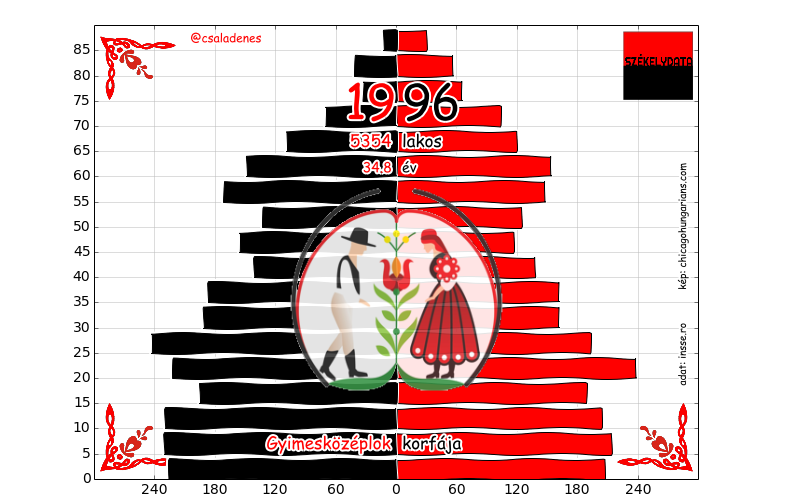 @csaladenes
SZÉKELYDATA
1996
5354 lakos
34.8 év
kép: chicagohungarians.com
adat: insse.ro
Gyimesközéplok korfája
85
80
75
70
65
60
55
50
45
40
35
30
25
20
15
10
5
0
240 180 120 60 0 60 120 180 240